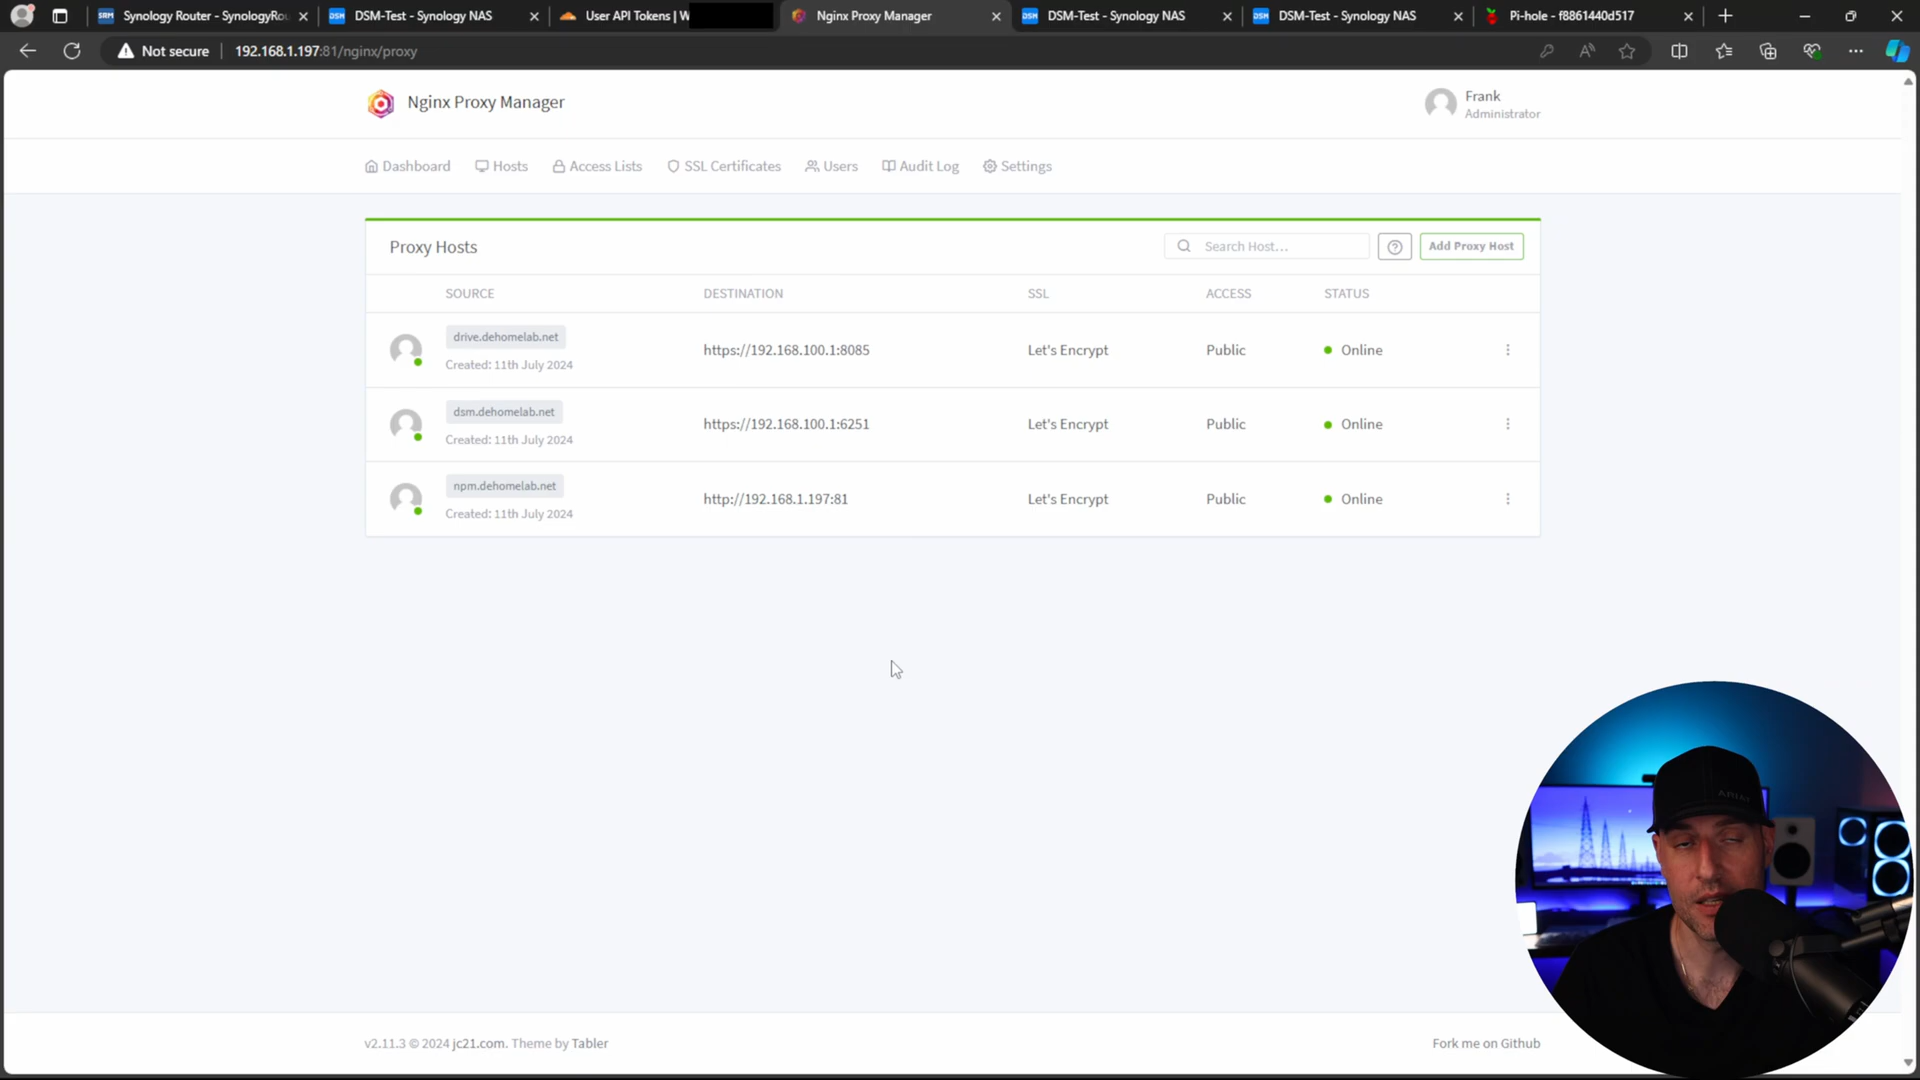 Synology Router - SynologyRou
DSM-Test - Synology NAS
User API Tokens | W
Nginx Proxy Manager
DSM-Test - Synology NAS
DSM-Test - Synology NAS
Pi-hole - f8861440d517
Not secure
192.168.1.197:81/nginx/proxy
Nginx Proxy Manager
Frank
Administrator
Dashboard
Hosts
Access Lists
SSL Certificates
Users
Audit Log
Settings
Proxy Hosts
Search Host...
Add Proxy Host
SOURCE DESTINATION SSL ACCESS STATUS
drive.dehomelab.net
Created: 11th July 2024
https://192.168.100.1:8085
Let's Encrypt
Public
Online
dsm.dehomelab.net
Created: 11th July 2024
https://192.168.100.1:6251
Let's Encrypt
Public
Online
npm.dehomelab.net
Created: 11th July 2024
http://192.168.1.197:81
Let's Encrypt
Public
Online
v2.11.3 © 2024 jc21.com. Theme by Tabler
Fork me on Github